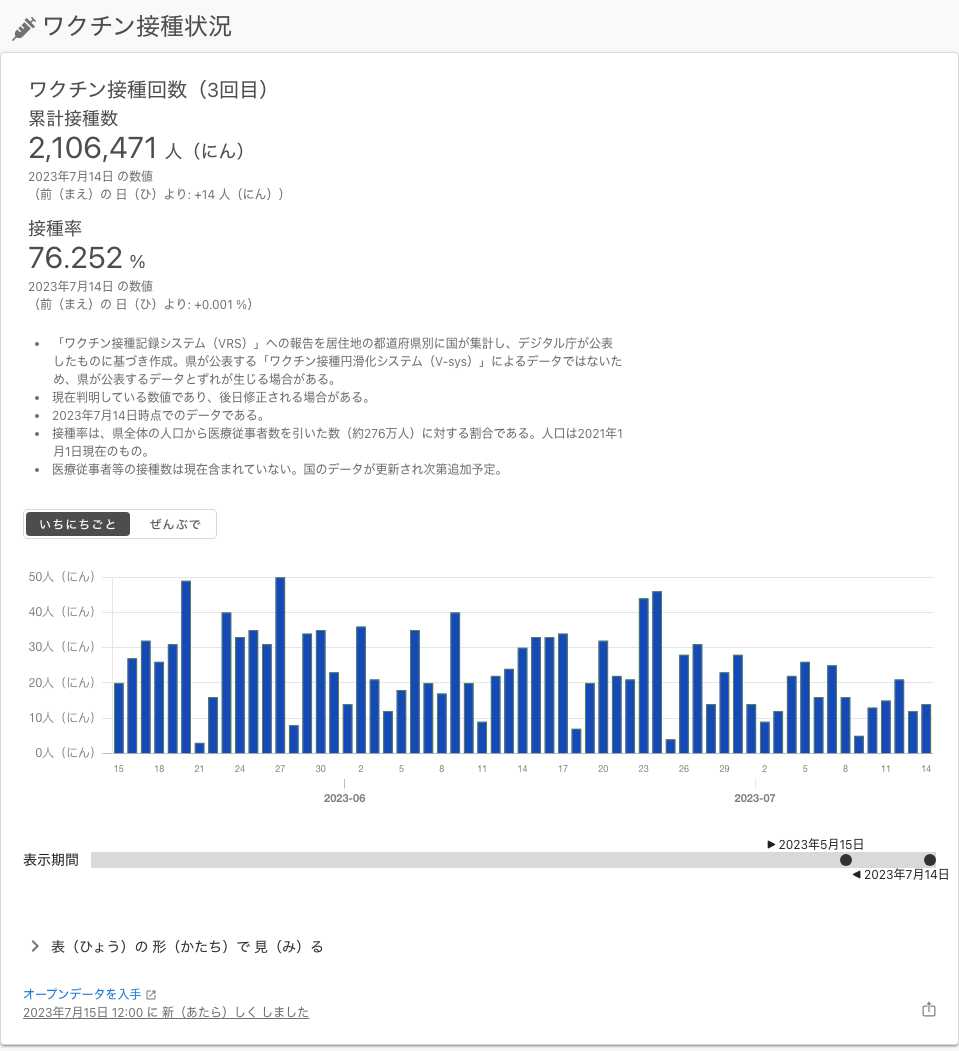 ワクチン接種状況
ワクチン接種回数（3回目）
累計接種数
2,106,471 人（にん）
2023年7月14日 の数値
（前（まえ）の 日（ひ）より: +14 人（にん））
接種率
76.252 %
2023年7月14日 の数値
（前（まえ）の 日（ひ）より: +0.001 %）
• 「ワクチン接種記録システム（VRS）」への報告を居住地の都道府県別に国が集計し、デジタル庁が公表
したものに基づき作成。県が公表する「ワクチン接種円滑化システム（V-sys）」によるデータではないた
め、県が公表するデータとずれが生じる場合がある。
• 現在判明している数値であり、後日修正される場合がある。
• 2023年7月14日時点でのデータである。
• 接種率は、県全体の人口から医療従事者数を引いた数（約276万人）に対する割合である。人口は2021年1
月1日現在のもの。
• 医療従事者等の接種数は現在含まれていない。国のデータが更新され次第追加予定。
いちにちごと ぜんぶで
50人（にん）
40人（にん）
30人（にん）
20人（にん）
10人（にん）
0人（にん）
15 18 21 24 27 30 2 5 8 11 14 17 20 23 26 29 2 5 8 11 14
2023-06 2023-07
▶ 2023年5月15日
表示期間
◀ 2023年7月14日
表（ひょう）の 形（かたち）で 見（み）る
オープンデータを入手
2023年7月15日 12:00 に 新（あたら）しく しました